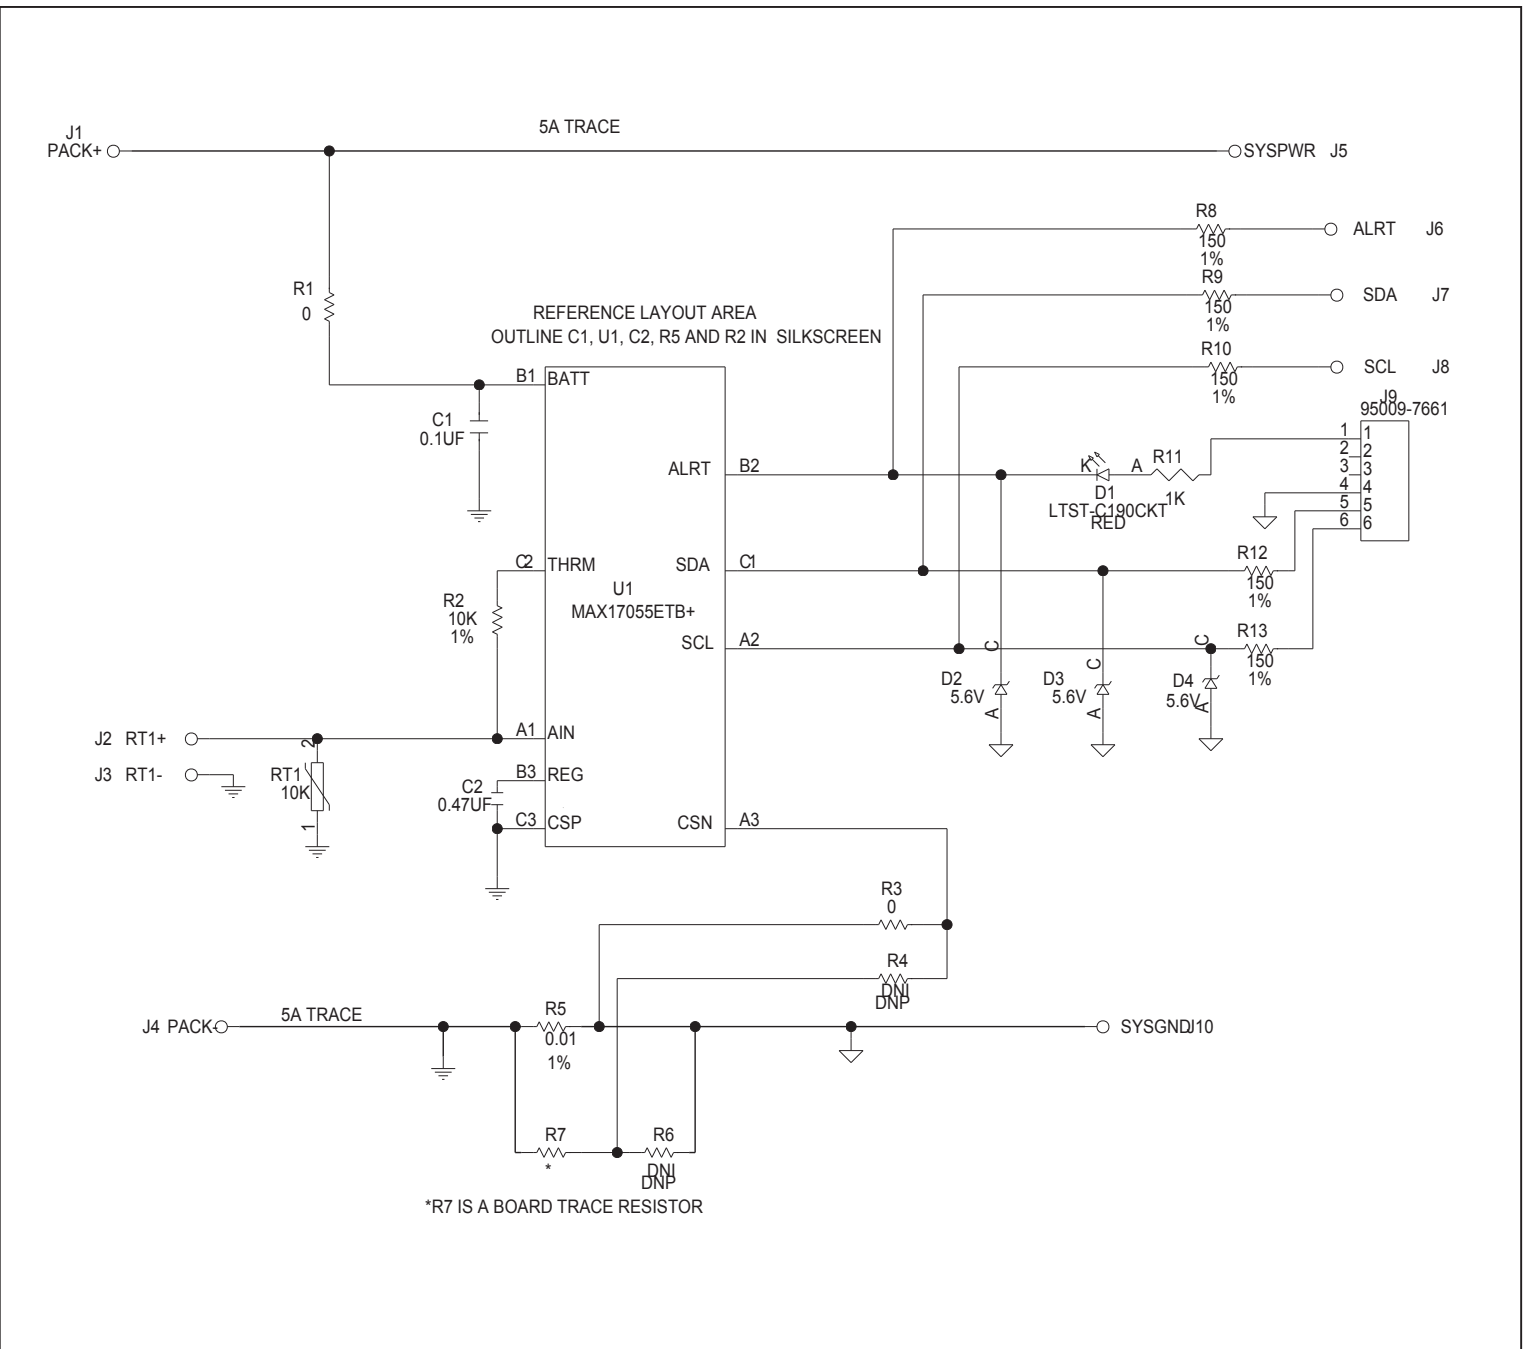 5A TRACE
J1
PACK+
SYSPWR J5
R8
150
1%
ALRT J6
R9
150
1%
SDA J7
R10
150
1%
SCL J8
R1
0
REFERENCE LAYOUT AREA
OUTLINE C1, U1, C2, R5 AND R2 IN SILKSCREEN
B1 BATT
C1
0.1UF
J9
95009-7661
1 1
2 2
3 3
4 4
5 5
6 6
ALRT B2
K A R11
1K
D1
LTST-C190CKT
RED
C2 THRM
SDA C1
U1
MAX17055ETB+
R2
10K
1%
SCL A2
R12
150
1%
R13
150
1%
C
D2
5.6V
A
C
D3
5.6V
A
C
D4
5.6V
A
J2 RT1+
A1 AIN
J3 RT1-
2
RT1
10K
1
B3 REG
C2
0.47UF
C3 CSP
CSN A3
R3
0
R4
DNI
DNP
J4 PACK-
5A TRACE
R5
0.01
1%
SYSGND J10
R7
*
R6
DNI
DNP
*R7 IS A BOARD TRACE RESISTOR